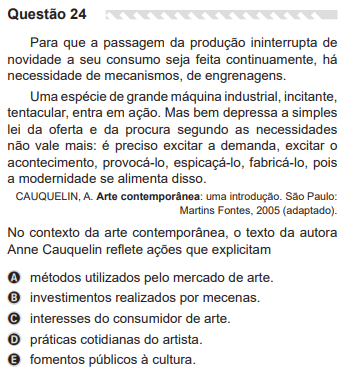 Questão 24
Para que a passagem da produção ininterrupta de
novidade a seu consumo seja feita continuamente, há
necessidade de mecanismos, de engrenagens.
Uma espécie de grande máquina industrial, incitante,
tentacular, entra em ação. Mas bem depressa a simples
lei da oferta e da procura segundo as necessidades
não vale mais: é preciso excitar a demanda, excitar o
acontecimento, provocá-lo, espicaçá-lo, fabricá-lo, pois
a modernidade se alimenta disso.
CAUQUELIN, A. Arte contemporânea: uma introdução. São Paulo:
Martins Fontes, 2005 (adaptado).
No contexto da arte contemporânea, o texto da autora
Anne Cauquelin reflete ações que explicitam
A métodos utilizados pelo mercado de arte.
B investimentos realizados por mecenas.
C interesses do consumidor de arte.
D práticas cotidianas do artista.
E fomentos públicos à cultura.